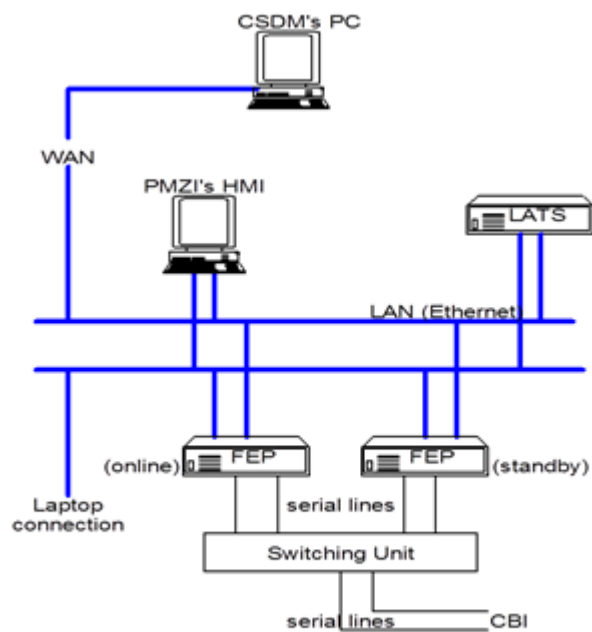 CSDM's PC
WAN
PMZI's HMI
LATS
LAN (Ethernet)
FEP
FEP
(online)
(standby)
Laptop
connection
serial lines
Switching Unit
serial lines
CBI